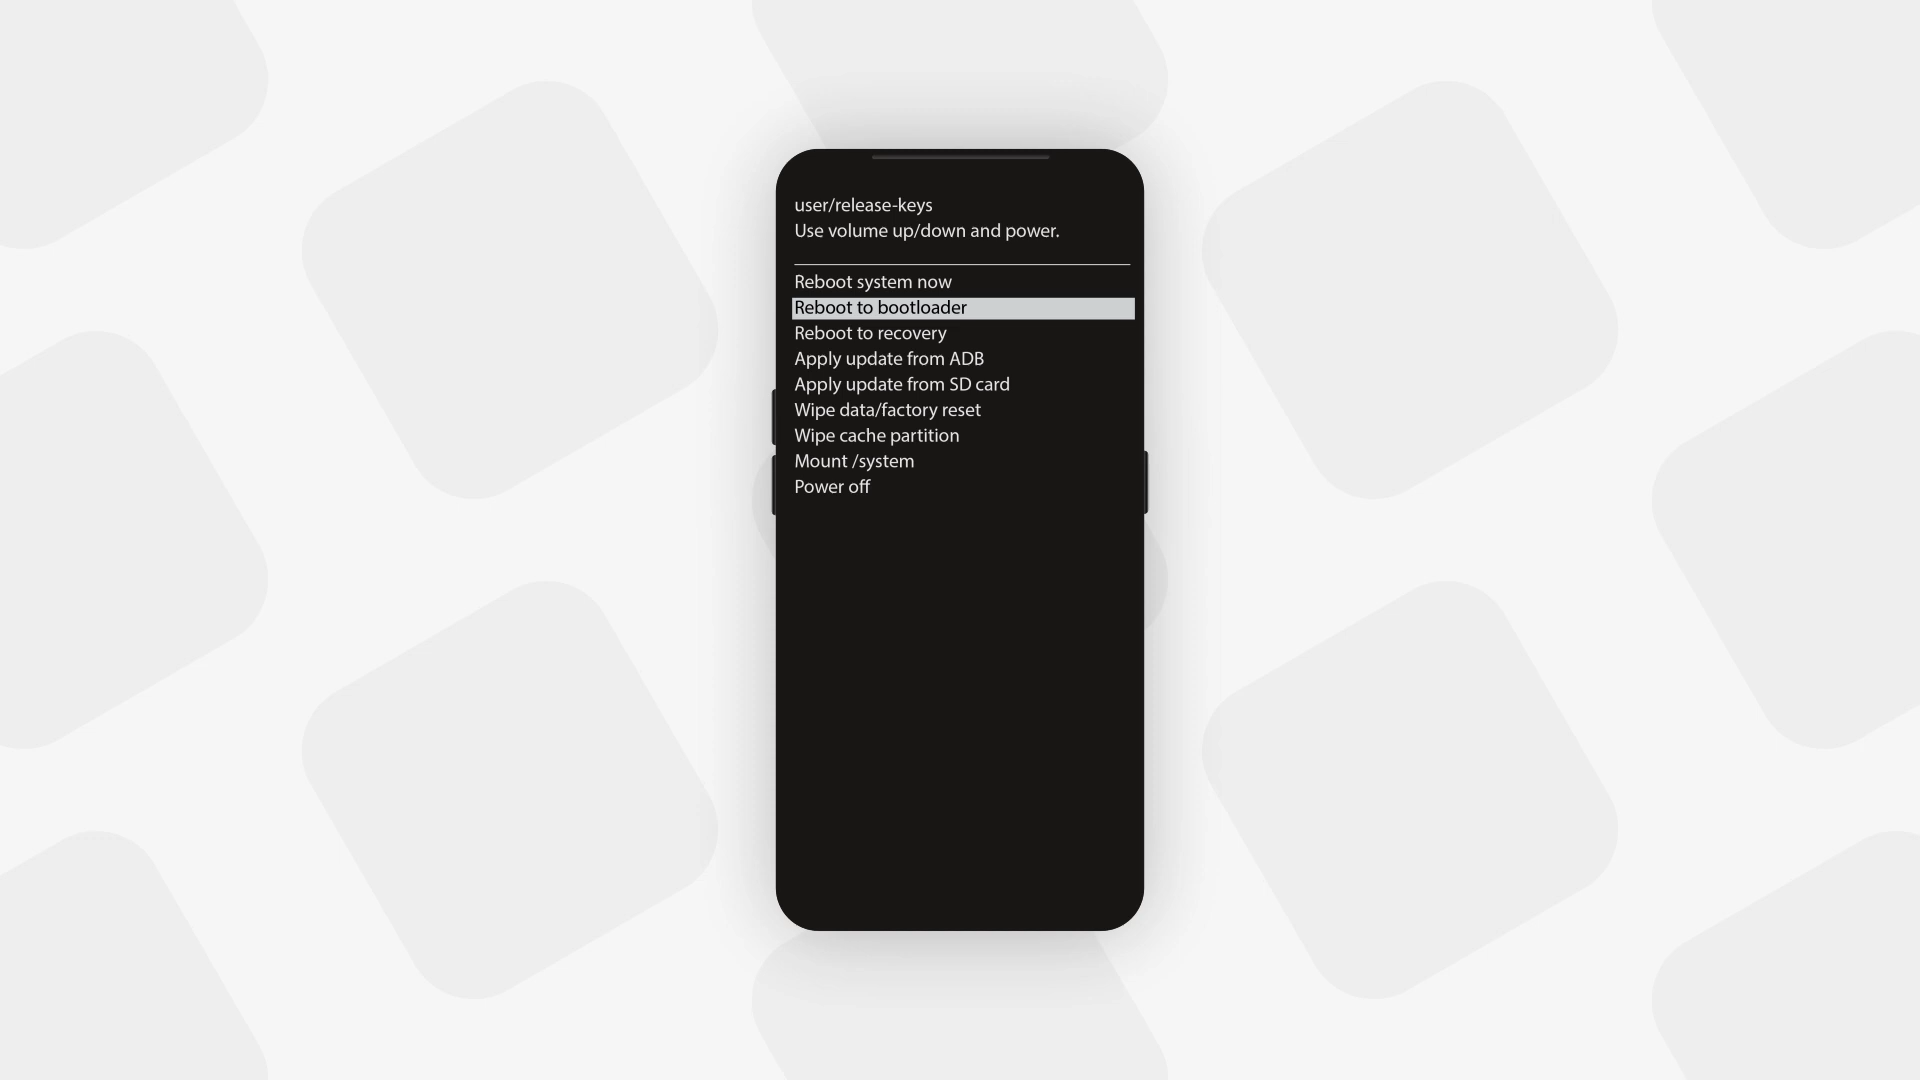 user/release-keys
Use volume up/down and power.
Reboot system now
Reboot to bootloader
Reboot to recovery
Apply update from ADB
Apply update from SD card
Wipe data/factory reset
Wipe cache partition
Mount /system
Power off